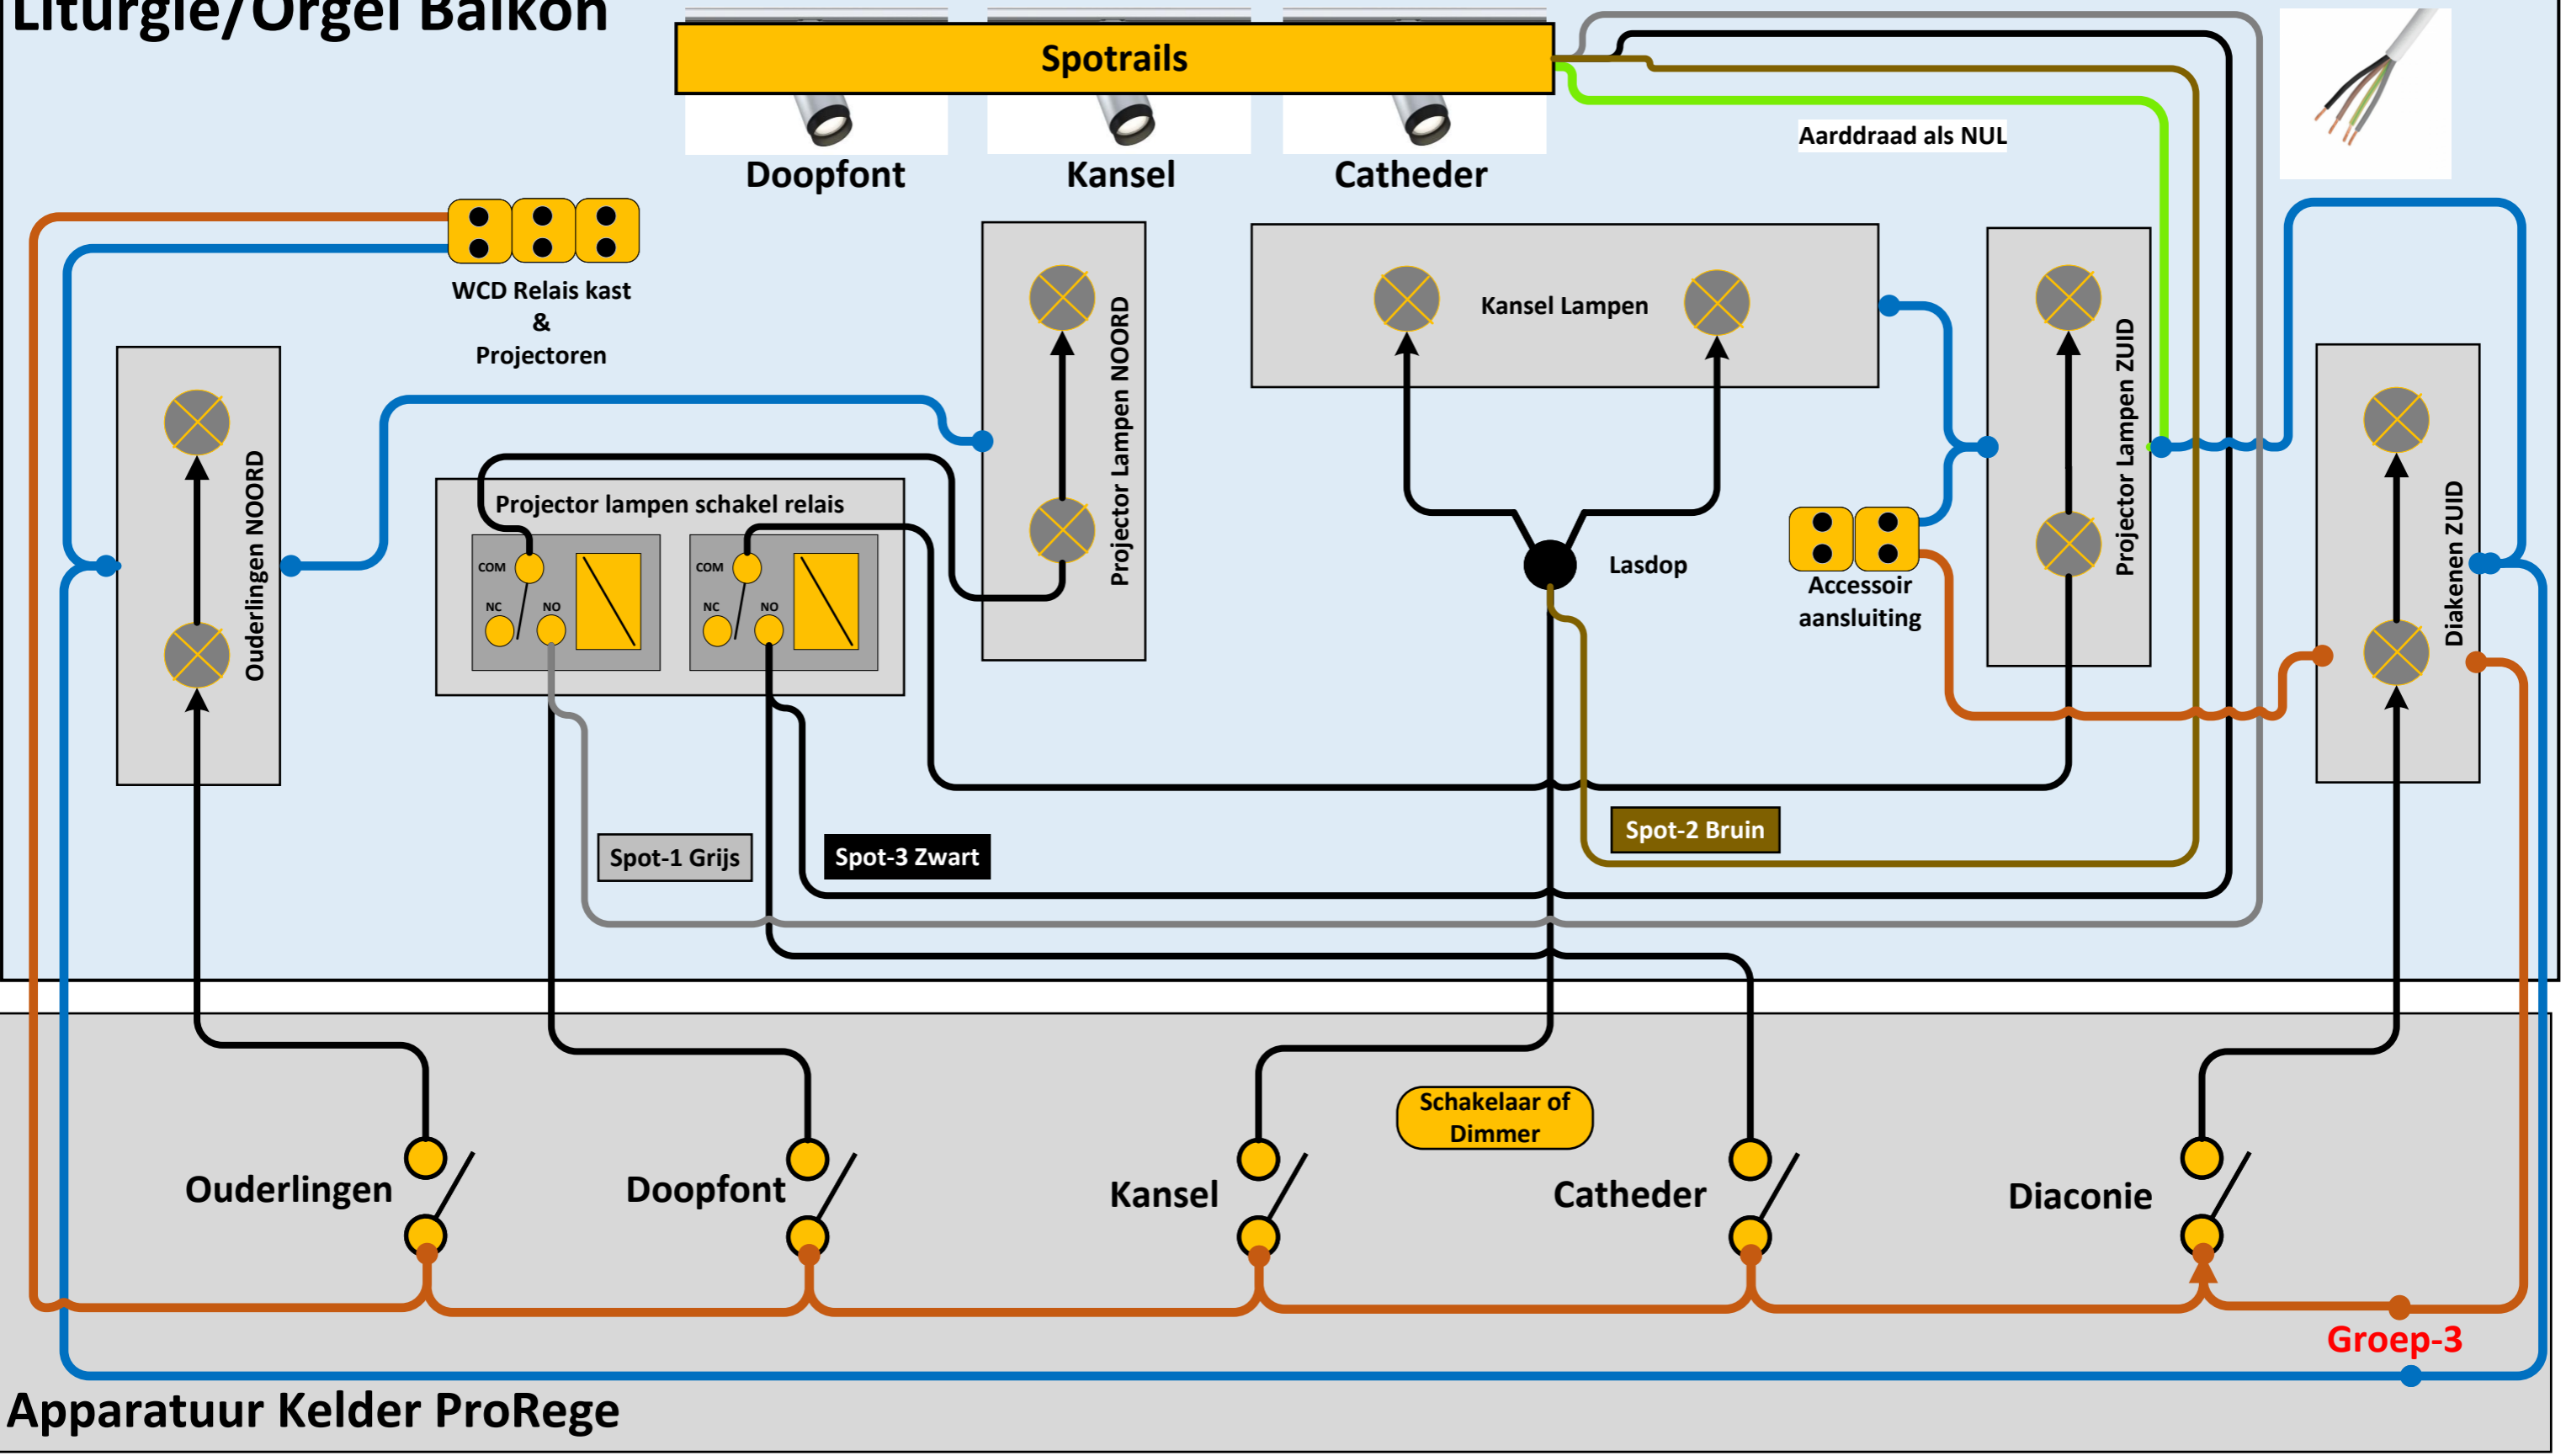 Liturgie/Orgel Balkon
Spotrails
Doopfont
Kansel
Catheder
Aarddraad als NUL
WCD Relais kast
&
Projectoren
Ouderlingen NOORD
Projector lampen schakel relais
COM
NC
NO
COM
NC
NO
Projector Lampen NOORD
Kansel Lampen
Lasdop
Accessoir
aansluiting
Projector Lampen ZUID
Diakenen ZUID
Spot-1 Grijs
Spot-3 Zwart
Spot-2 Bruin
Schakelaar of
Dimmer
Ouderlingen
Doopfont
Kansel
Catheder
Diaconie
Groep-3
Apparatuur Kelder ProRege